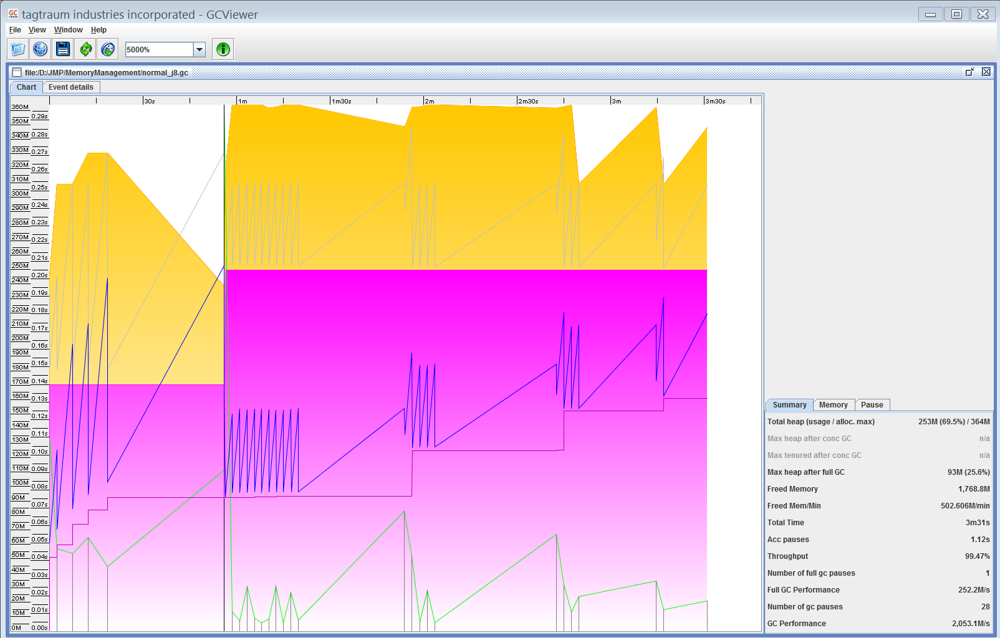 GC
VIEWER
tagtraum industries incorporated - GCViewer
File View Window Help
5000%
file:/D:/JMP/MemoryManagement/normal_j8.gc
Chart Event details
30s 1m 1m30s 2m 2m30s 3m 3m30s
360M
0.29s
350M
0.28s
340M
0.27s
330M
0.26s
320M
310M
0.25s
300M
0.24s
290M
0.23s
280M
0.22s
270M
260M
0.21s
250M
0.20s
240M
0.19s
230M
0.18s
220M
210M
0.17s
200M
0.16s
190M
0.15s
180M
0.14s
170M
160M
0.13s
150M
0.12s
140M
0.11s
130M
0.10s
120M
110M
0.09s
100M
0.08s
90M
0.07s
80M
0.06s
70M
60M
0.05s
50M
0.04s
40M
0.03s
30M
0.02s
20M
10M
0.01s
0M
0.00s
Summary Memory Pause
Total heap (usage / alloc. max) 253M (69.5%) / 364M
Max heap after conc GC n/a
Max tenured after conc GC n/a
Max heap after full GC 93M (25.6%)
Freed Memory 1,768.8M
Freed Mem/Min 502.606M/min
Total Time 3m31s
Acc pauses 1.12s
Throughput 99.47%
Number of full gc pauses 1
Full GC Performance 252.2M/s
Number of gc pauses 28
GC Performance 2,053.1M/s